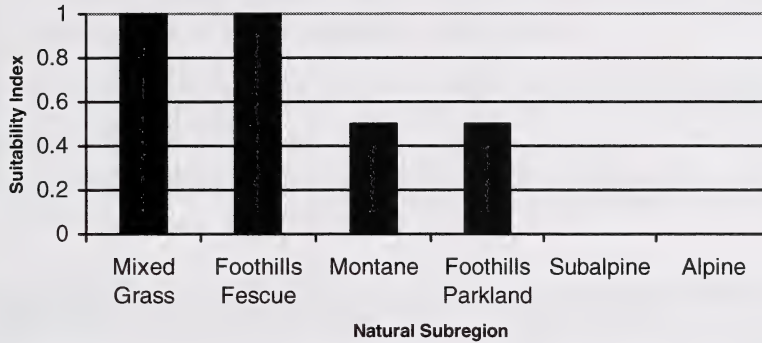 Suitability Index
1
0.8
0.6
0.4
0.2
0
Mixed Grass
Foothills Fescue
Montane
Foothills Parkland
Subalpine
Alpine
Natural Subregion